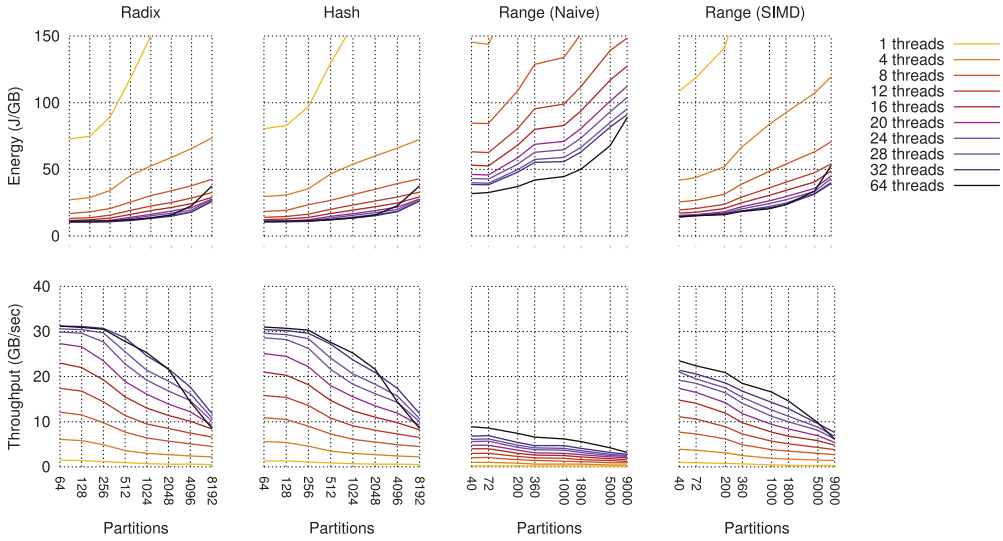 Radix
Hash
Range (Naive)
Range (SIMD)
Energy (J/GB)
150
100
50
0
1 threads
4 threads
8 threads
12 threads
16 threads
20 threads
24 threads
28 threads
32 threads
64 threads
Throughput (GB/sec)
40
30
20
10
0
64 128 256 512 1024 2048 4096 8192
64 128 256 512 1024 2048 4096 8192
40 72 200 360 1000 1800 5000 9000
40 72 200 360 1000 1800 5000 9000
Partitions
Partitions
Partitions
Partitions